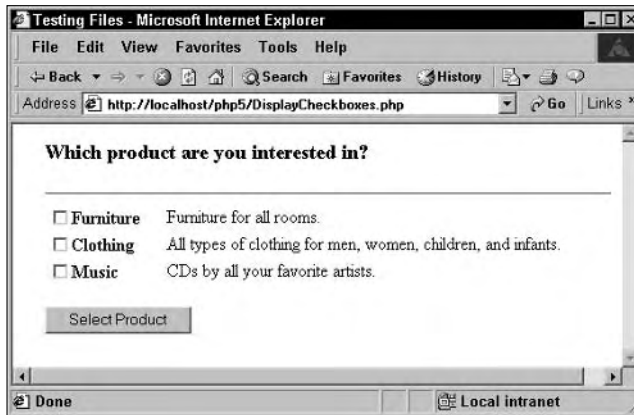 Testing Files - Microsoft Internet Explorer
File Edit View Favorites Tools Help
Back Search Favorites History
Address http://localhost/php5/DisplayCheckboxes.php Go Links »
Which product are you interested in?
Furniture Furniture for all rooms.
Clothing All types of clothing for men, women, children, and infants.
Music CDs by all your favorite artists.
Select Product
Done Local intranet